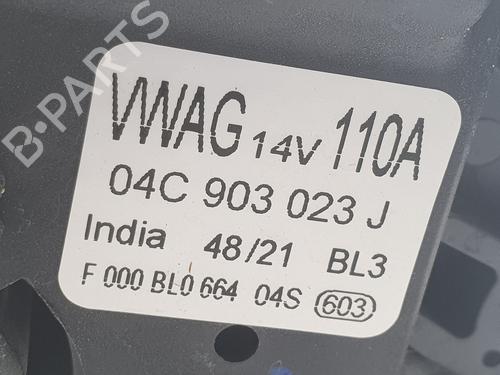 B-PARTS
VWAG 14V 110A
04C 903 023 J
India 48/21 BL3
F 000 BL0 664 04S 603